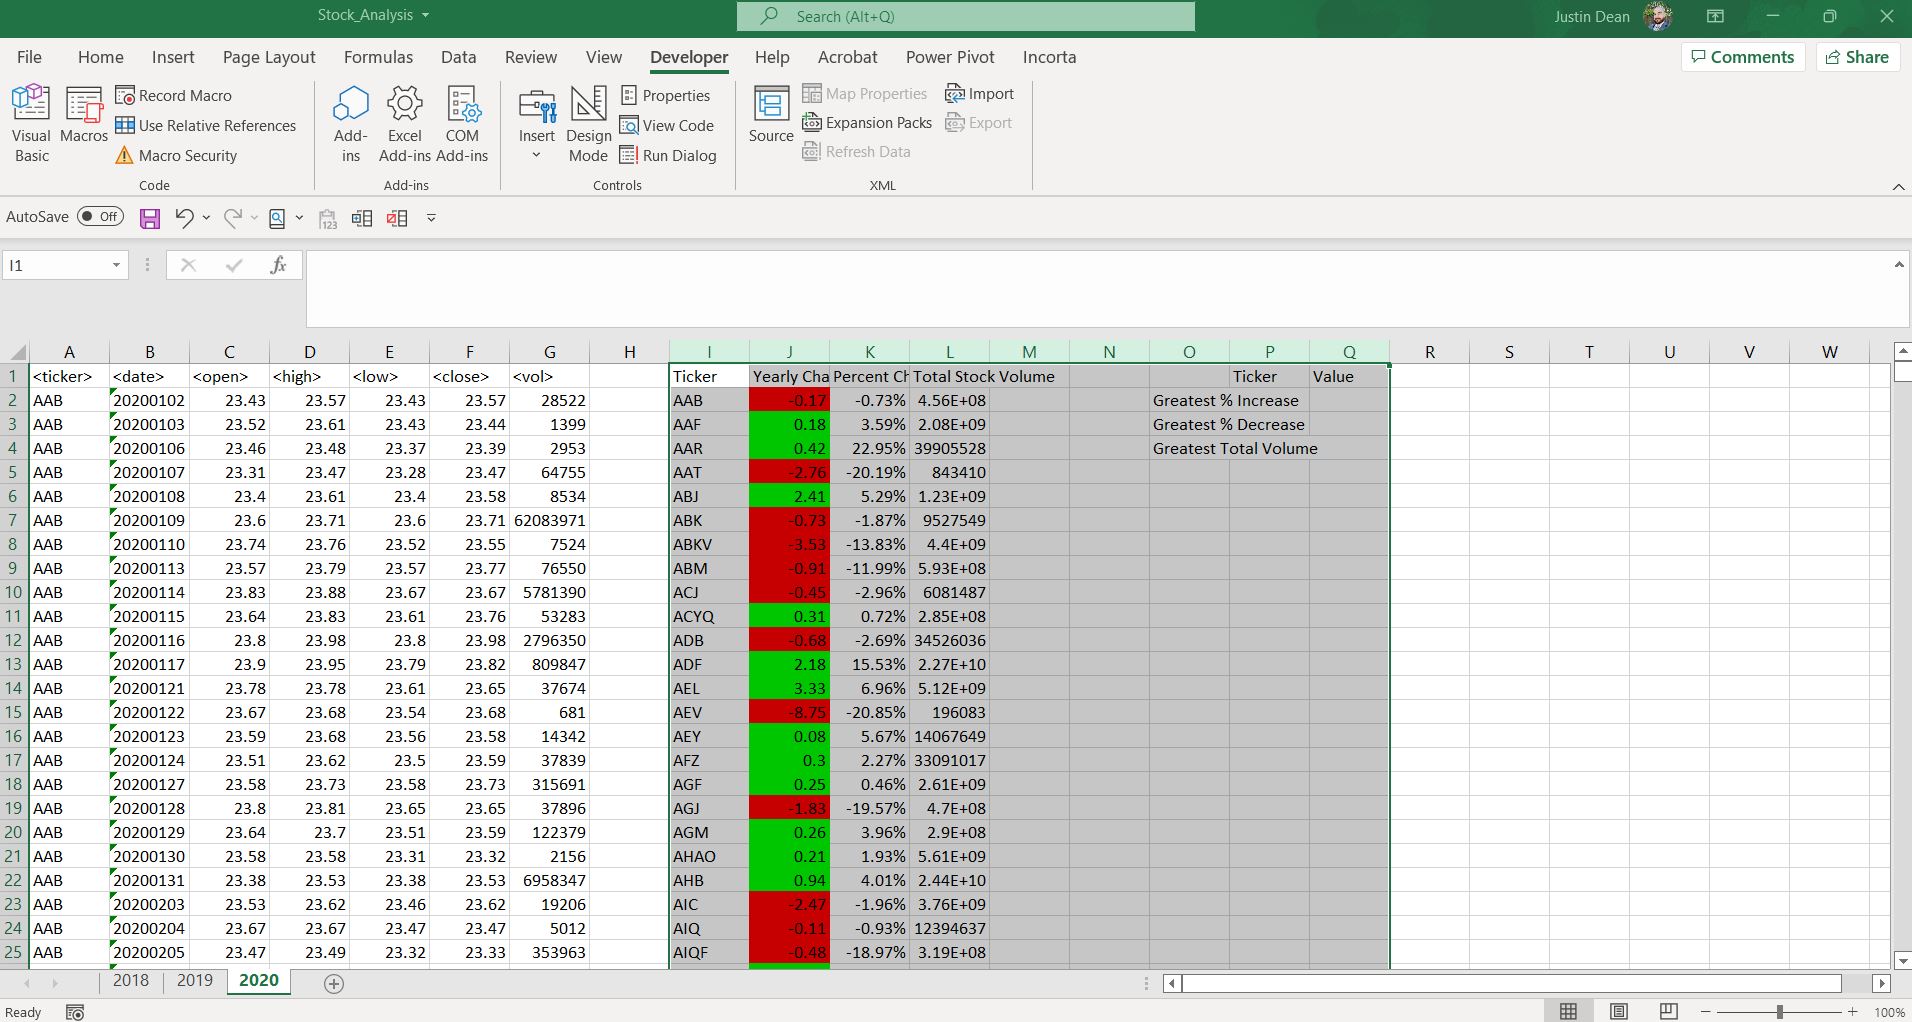 Stock_Analysis
Search (Alt+Q)
Justin Dean
File Home Insert Page Layout Formulas Data Review View Developer Help Acrobat Power Pivot Incorta
Comments Share
Visual Basic
Macros
Record Macro
Use Relative References
Macro Security
Code
Add-ins
Excel Add-ins
COM Add-ins
Add-ins
Insert
Design Mode
Properties
View Code
Run Dialog
Controls
Source
Map Properties
Expansion Packs
Refresh Data
Import
Export
XML
AutoSave Off
123
I1
fx
A B C D E F G H I J K L M N O P Q R S T U V W
1 <ticker> <date> <open> <high> <low> <close> <vol> Ticker Yearly Cha Percent Ch Total Stock Volume Ticker Value
2 AAB 20200102 23.43 23.57 23.43 23.57 28522 AAB -0.17 -0.73% 4.56E+08 Greatest % Increase
3 AAB 20200103 23.52 23.61 23.43 23.44 1399 AAF 0.18 3.59% 2.08E+09 Greatest % Decrease
4 AAB 20200106 23.46 23.48 23.37 23.39 2953 AAR 0.42 22.95% 39905528 Greatest Total Volume
5 AAB 20200107 23.31 23.47 23.28 23.47 64755 AAT -2.76 -20.19% 843410
6 AAB 20200108 23.4 23.61 23.4 23.58 8534 ABJ 2.41 5.29% 1.23E+09
7 AAB 20200109 23.6 23.71 23.6 23.71 62083971 ABK -0.73 -1.87% 9527549
8 AAB 20200110 23.74 23.76 23.52 23.55 7524 ABKV -3.53 -13.83% 4.4E+09
9 AAB 20200113 23.57 23.79 23.57 23.77 76550 ABM -0.91 -11.99% 5.93E+08
10 AAB 20200114 23.83 23.88 23.67 23.67 5781390 ACJ -0.45 -2.96% 6081487
11 AAB 20200115 23.64 23.83 23.61 23.76 53283 ACYQ 0.31 0.72% 2.85E+08
12 AAB 20200116 23.8 23.98 23.8 23.98 2796350 ADB -0.68 -2.69% 34526036
13 AAB 20200117 23.9 23.95 23.79 23.82 809847 ADF 2.18 15.53% 2.27E+10
14 AAB 20200121 23.78 23.78 23.61 23.65 37674 AEL 3.33 6.96% 5.12E+09
15 AAB 20200122 23.67 23.68 23.54 23.68 681 AEV -8.75 -20.85% 196083
16 AAB 20200123 23.59 23.68 23.56 23.58 14342 AEY 0.08 5.67% 14067649
17 AAB 20200124 23.51 23.62 23.5 23.59 37839 AFZ 0.3 2.27% 33091017
18 AAB 20200127 23.58 23.73 23.58 23.73 315691 AGF 0.25 0.46% 2.61E+09
19 AAB 20200128 23.8 23.81 23.65 23.65 37896 AGJ -1.83 -19.57% 4.7E+08
20 AAB 20200129 23.64 23.7 23.51 23.59 122379 AGM 0.26 3.96% 2.9E+08
21 AAB 20200130 23.58 23.58 23.31 23.32 2156 AHAO 0.21 1.93% 5.61E+09
22 AAB 20200131 23.38 23.53 23.38 23.53 6958347 AHB 0.94 4.01% 2.44E+10
23 AAB 20200203 23.53 23.62 23.46 23.62 19206 AIC -2.47 -1.96% 3.76E+09
24 AAB 20200204 23.67 23.67 23.47 23.47 5012 AIQ -0.11 -0.93% 12394637
25 AAB 20200205 23.47 23.49 23.32 23.33 353963 AIQF -0.48 -18.97% 3.19E+08
2018 2019 2020
Ready
100%